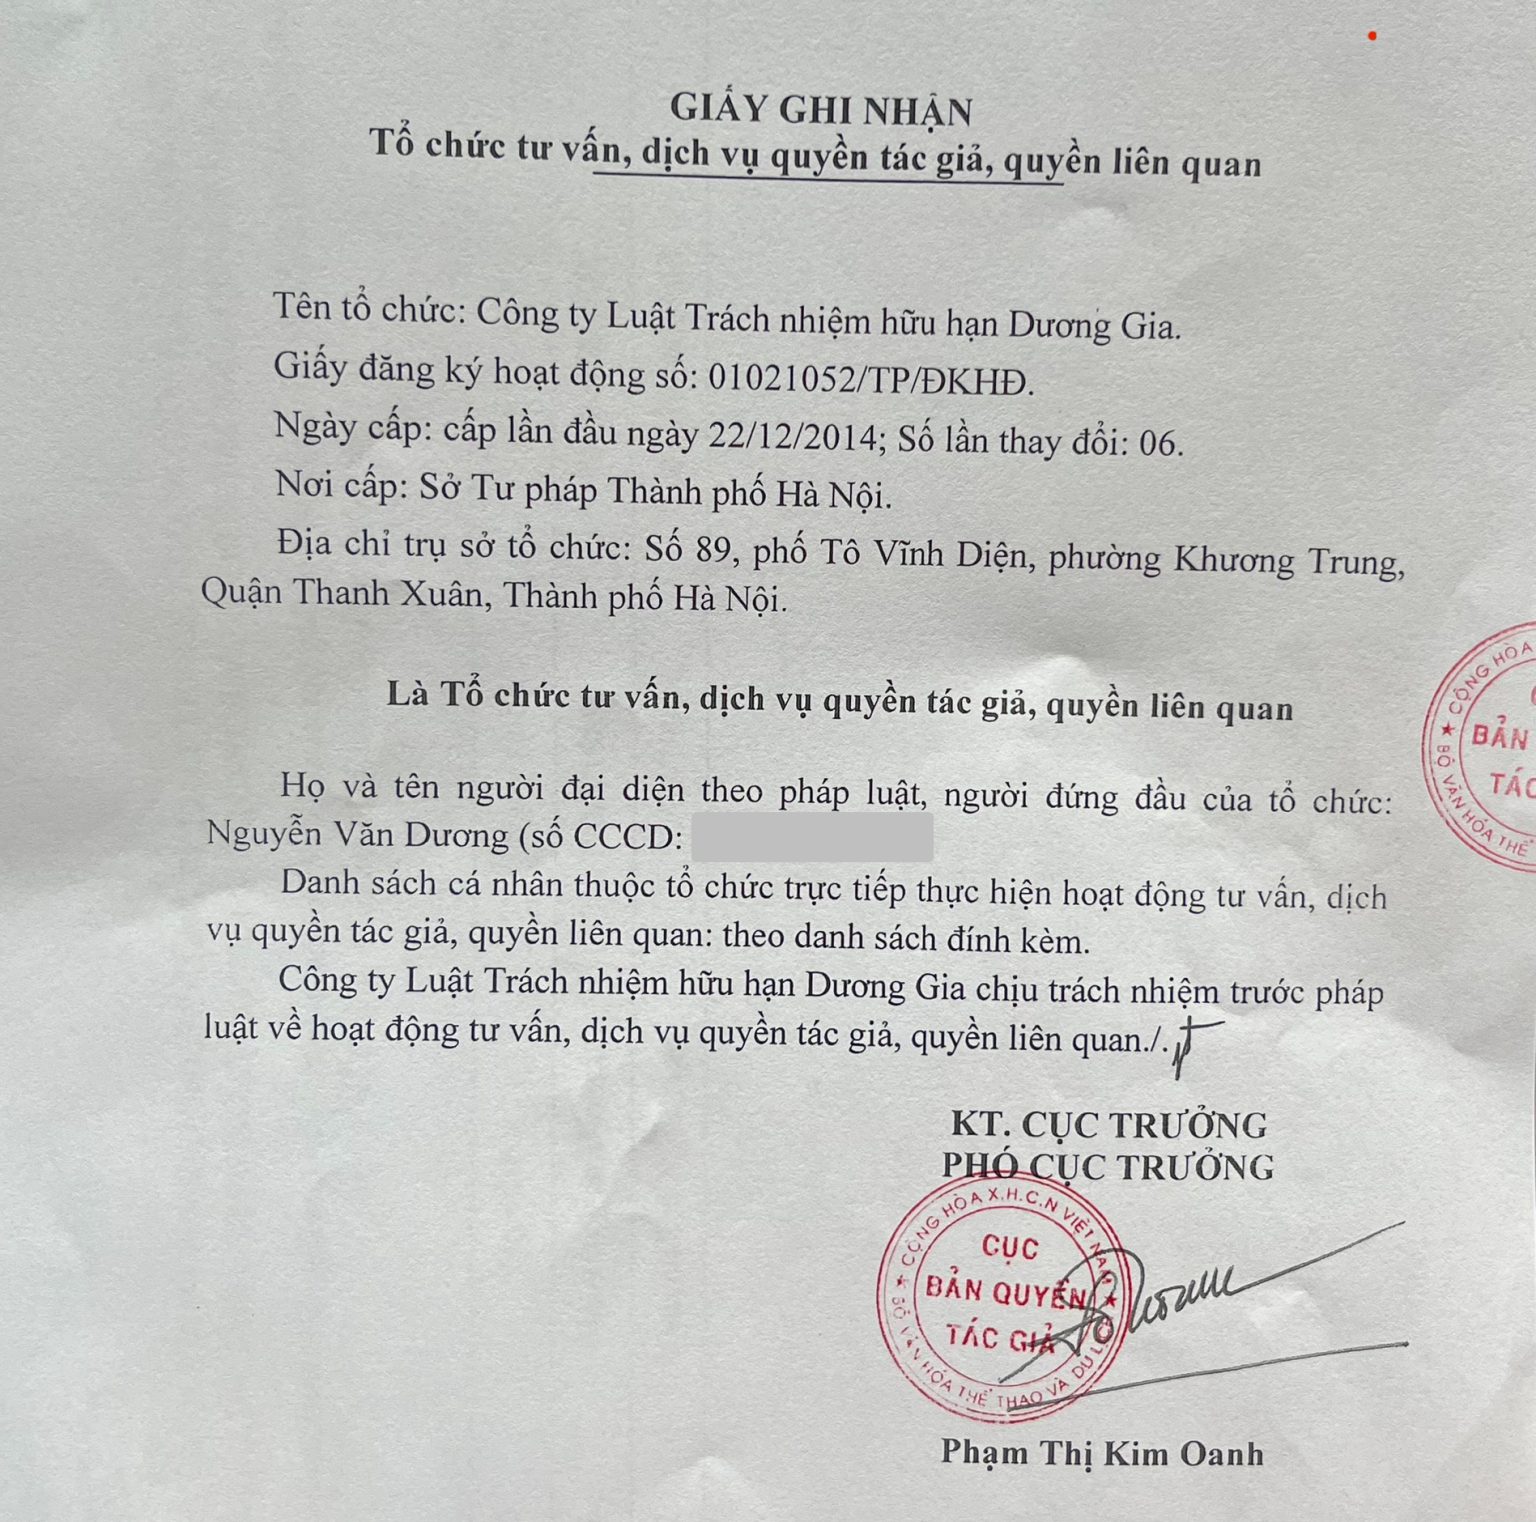 GIẤY GHI NHẬN
Tổ chức tư vấn, dịch vụ quyền tác giả, quyền liên quan
Tên tổ chức: Công ty Luật Trách nhiệm hữu hạn Dương Gia.
Giấy đăng ký hoạt động số: 01021052/TP/ĐKHĐ.
Ngày cấp: cấp lần đầu ngày 22/12/2014; Số lần thay đổi: 06.
Nơi cấp: Sở Tư pháp Thành phố Hà Nội.
Địa chỉ trụ sở tổ chức: Số 89, phố Tô Vĩnh Diện, phường Khương Trung,
Quận Thanh Xuân, Thành phố Hà Nội.
CỘNG HÒA
BẢN
TÁC
BỘ VĂN HÓA THỂ
Là Tổ chức tư vấn, dịch vụ quyền tác giả, quyền liên quan
Họ và tên người đại diện theo pháp luật, người đứng đầu của tổ chức:
Nguyễn Văn Dương (số CCCD:
Danh sách cá nhân thuộc tổ chức trực tiếp thực hiện hoạt động tư vấn, dịch
vụ quyền tác giả, quyền liên quan: theo danh sách đính kèm.
Công ty Luật Trách nhiệm hữu hạn Dương Gia chịu trách nhiệm trước pháp
luật về hoạt động tư vấn, dịch vụ quyền tác giả, quyền liên quan./.
KT. CỤC TRƯỞNG
PHÓ CỤC TRƯỞNG
CỘNG HÒA X.H.C.N VIỆT NAM
CỤC
BẢN QUYỀN
TÁC GIẢ
BỘ VĂN HÓA THỂ THAO VÀ DU LỊCH
Phạm Thị Kim Oanh